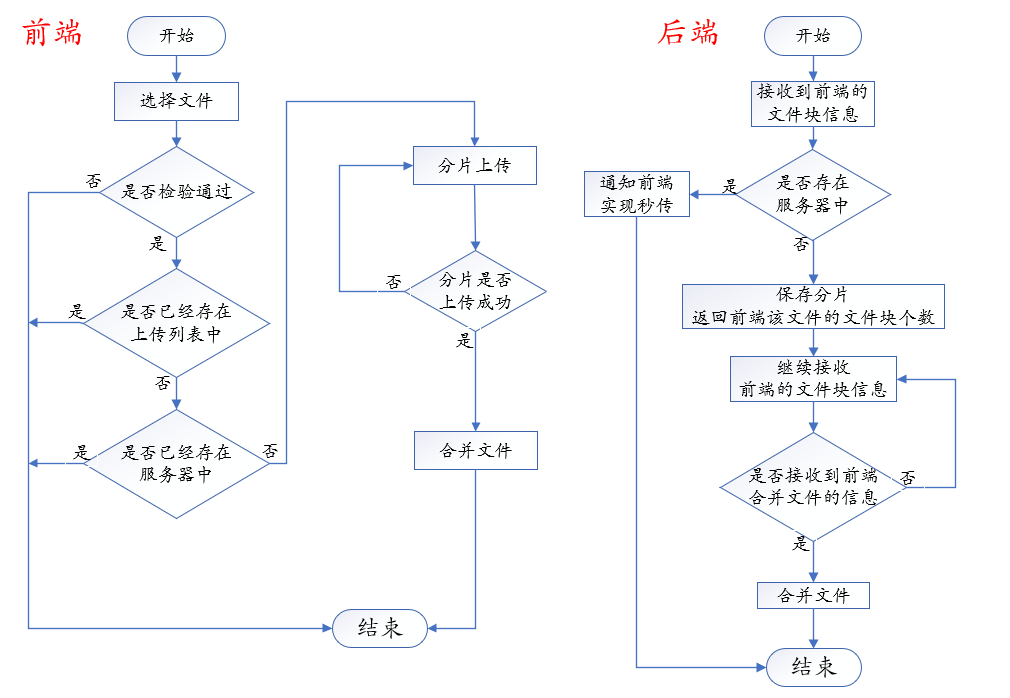 前端
开始
选择文件
是否检验通过
否
是
是否已经存在
上传列表中
是
否
是否已经存在
服务器中
是
否
分片上传
分片是否
上传成功
否
是
合并文件
结束
后端
开始
接收到前端的
文件块信息
是否存在
服务器中
是
否
通知前端
实现秒传
保存分片
返回前端该文件的文件块个数
继续接收
前端的文件块信息
是否接收到前端
合并文件的信息
否
是
合并文件
结束